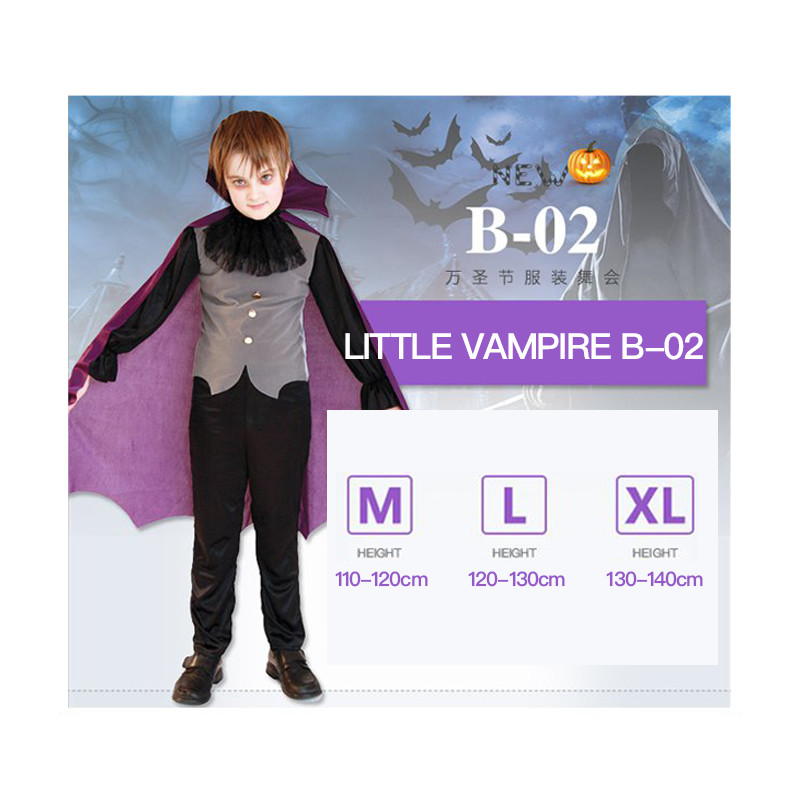 NEW
B-02
万圣节服装舞会
LITTLE VAMPIRE B-02
M L XL
HEIGHT HEIGHT HEIGHT
110-120cm 120-130cm 130-140cm